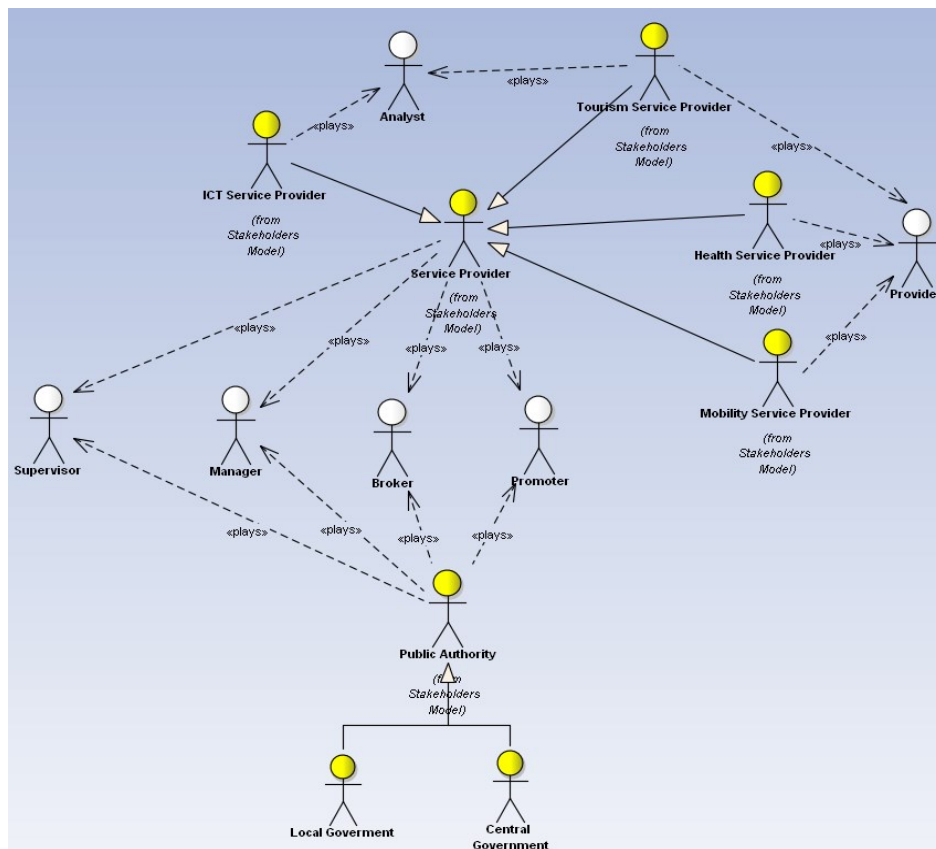 «plays»
Tourism Service Provider
(from
Stakeholders
Model)
Analyst
«plays»
«plays»
ICT Service Provider
(from
Stakeholders
Model)
Health Service Provider
(from
Stakeholders
Model)
«plays»
Provide
Service Provider
(from
Stakeholders
Model)
«plays»
«plays»
«plays»
«plays»
«plays»
Mobility Service Provider
(from
Stakeholders
Model)
Supervisor
Manager
Broker
Promoter
«plays»
«plays»
«plays»
«plays»
Public Authority
(from
Stakeholders
Model)
Local Goverment
Central
Government